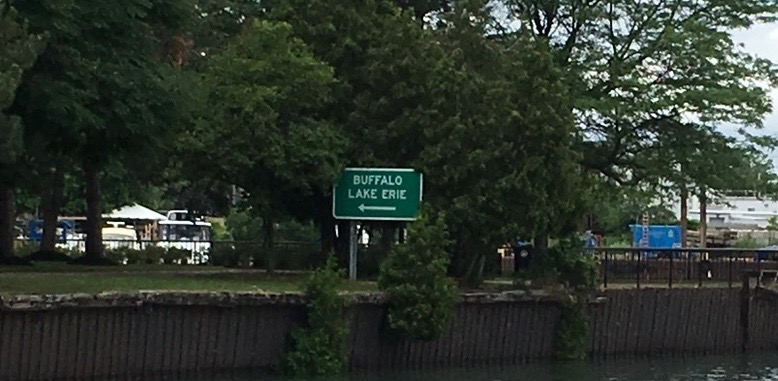 BUFFALO
LAKE ERIE
←